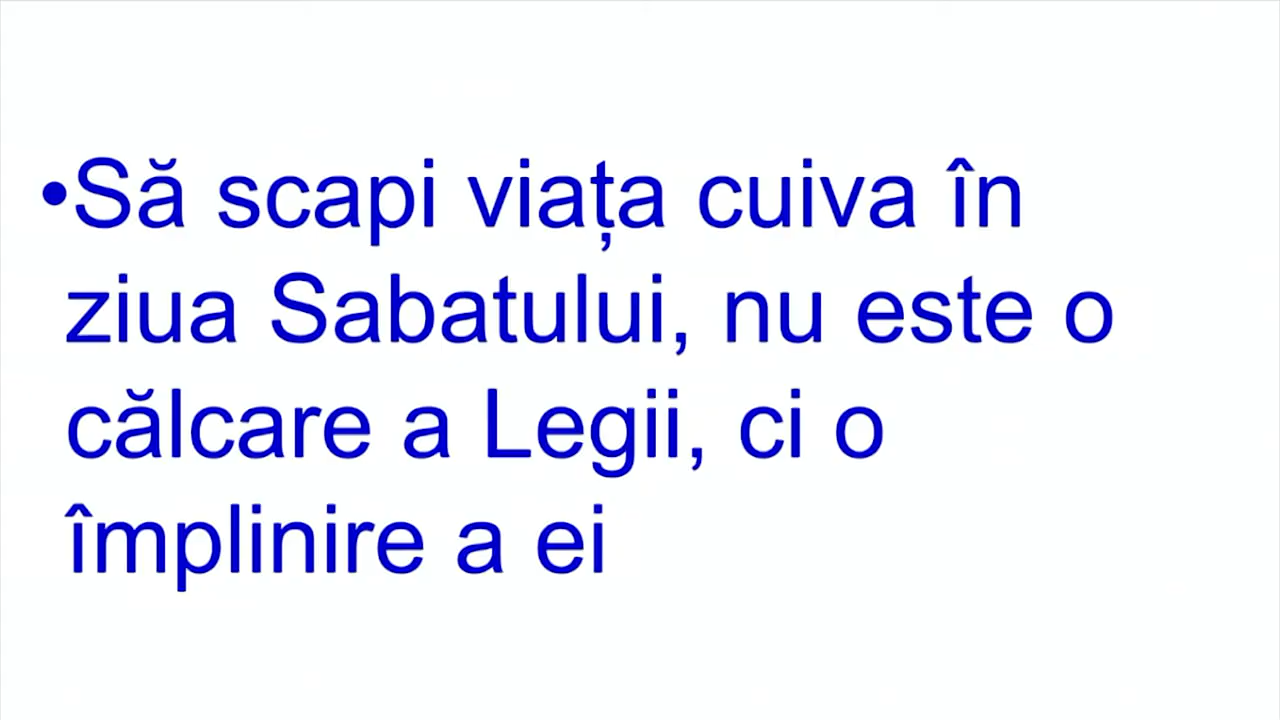 •Să scapi viața cuiva în
ziua Sabatului, nu este o
călcare a Legii, ci o
împlinire a ei